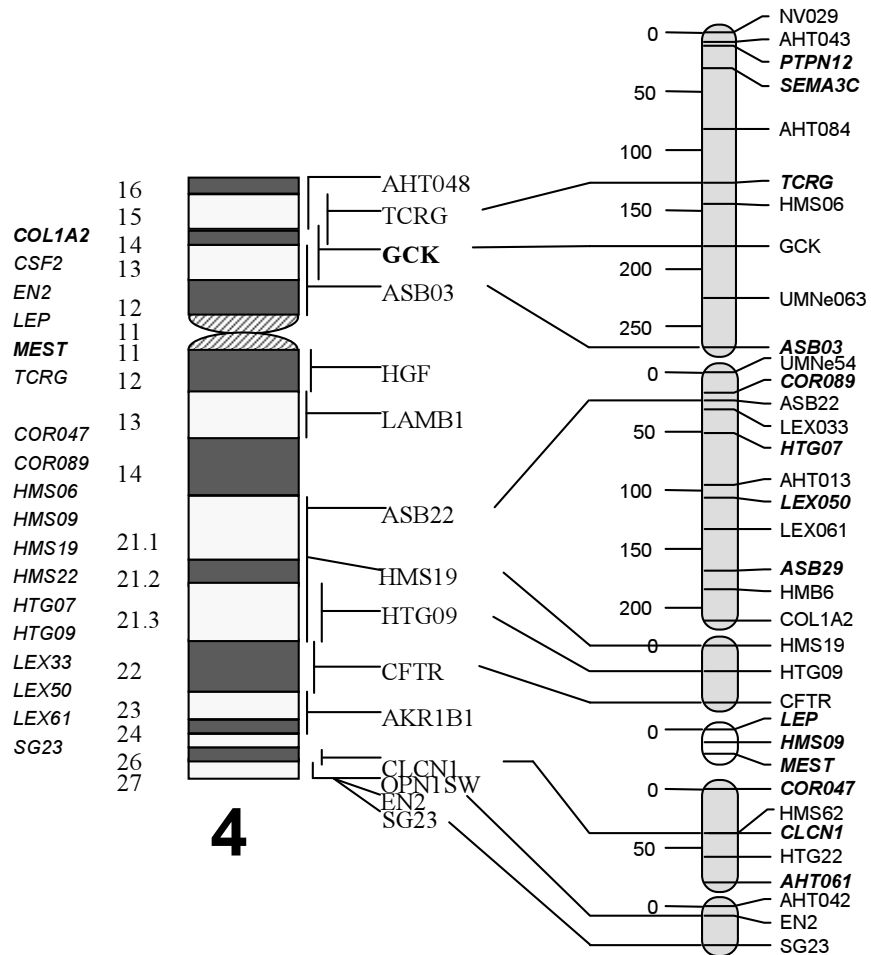 COL1A2
CSF2
EN2
LEP
MEST
TCRG
COR047
COR089
HMS06
HMS09
HMS19
HMS22
HTG07
HTG09
LEX33
LEX50
LEX61
SG23
16
15
14
13
12
11
11
12
13
14
21.1
21.2
21.3
22
23
24
26
27
4
AHT048
TCRG
GCK
ASB03
HGF
LAMB1
ASB22
HMS19
HTG09
CFTR
AKR1B1
CLCN1
OPN1SW
EN2
SG23
0
50
100
150
200
250
0
50
100
150
200
0
0
0
50
0
NV029
AHT043
PTPN12
SEMA3C
AHT084
TCRG
HMS06
GCK
UMNe063
ASB03
UMNe54
COR089
ASB22
LEX033
HTG07
AHT013
LEX050
LEX061
ASB29
HMB6
COL1A2
HMS19
HTG09
CFTR
LEP
HMS09
MEST
COR047
HMS62
CLCN1
HTG22
AHT061
AHT042
EN2
SG23